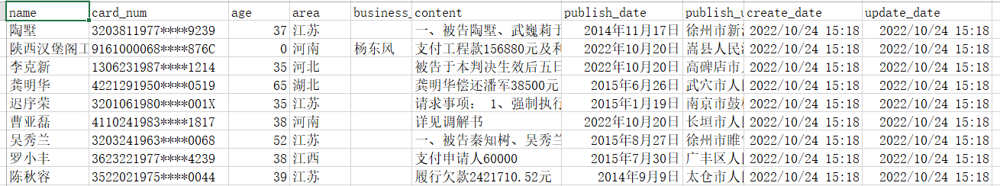 name card_num age area business_ content publish_date publish_u create_date update_date
陶墅 3203811977****9239 37 江苏 一、被告陶墅、武巍莉于 2014年11月17日 徐州市新沂 2022/10/24 15:18 2022/10/24 15:18
陕西汉堡阁工 9161000068****876C 0 河南 杨东风 支付工程款156880元及利 2022年10月20日 嵩县人民法 2022/10/24 15:18 2022/10/24 15:18
李克新 1306231987****1214 35 河北 被告于本判决生效后五日 2022年10月20日 高碑店市人 2022/10/24 15:18 2022/10/24 15:18
龚明华 4221291950****0519 65 湖北 龚明华偿还潘军38500元 2015年6月26日 武穴市人民 2022/10/24 15:18 2022/10/24 15:18
迟序荣 3201061980****001X 35 江苏 请求事项： 1、强制执行 2015年1月19日 南京市鼓楼 2022/10/24 15:18 2022/10/24 15:18
曹亚磊 4110241983****1817 38 河南 详见调解书 2022年10月20日 长垣市人民 2022/10/24 15:18 2022/10/24 15:18
吴秀兰 3203241963****0068 52 江苏 一、被告秦知树、吴秀兰 2015年8月27日 徐州市睢宁 2022/10/24 15:18 2022/10/24 15:18
罗小丰 3623221977****4239 38 江西 支付申请人60000 2015年7月30日 广丰区人民 2022/10/24 15:18 2022/10/24 15:18
陈秋容 3522021975****0044 39 江苏 履行欠款2421710.52元 2014年9月9日 太仓市人民 2022/10/24 15:18 2022/10/24 15:18